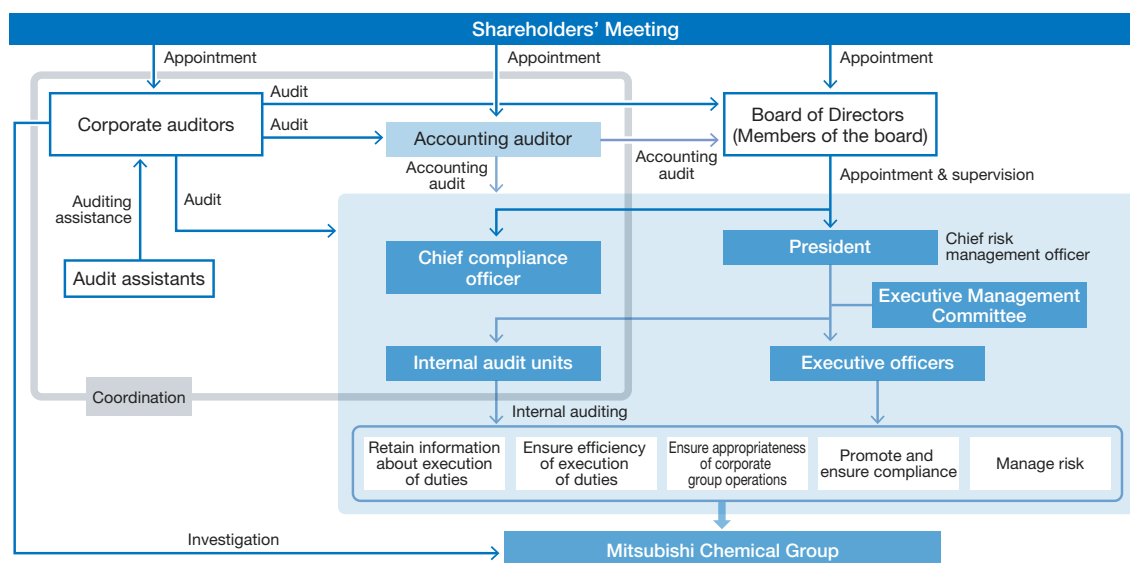 Shareholders' Meeting
Appointment
Appointment
Appointment
Audit
Corporate auditors
Audit
Accounting auditor
Board of Directors
(Members of the board)
Accounting
audit
Accounting
audit
Appointment & supervision
Auditing
assistance
Audit
Audit assistants
Chief compliance
officer
President
Chief risk
management officer
Executive Management
Committee
Internal audit units
Executive officers
Coordination
Internal auditing
Retain information
about execution
of duties
Ensure efficiency
of execution
of duties
Ensure appropriateness
of corporate
group operations
Promote and
ensure compliance
Manage risk
Investigation
Mitsubishi Chemical Group